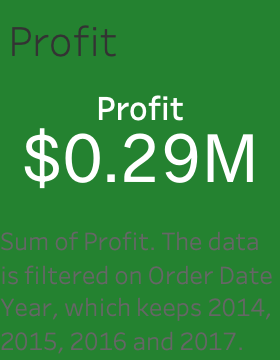 Profit
Profit
$0.29M
Sum of Profit. The data
is filtered on Order Date
Year, which keeps 2014,
2015, 2016 and 2017.